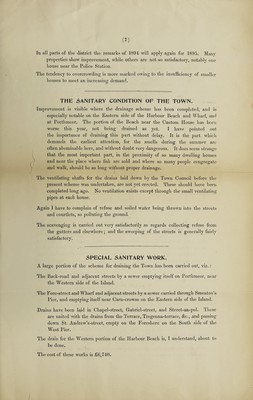 (7)
In all parts of the district the remarks of 1894 will apply again for 1895. Many
properties show improvement, while others are not so satisfactory, notably one
house near the Police Station.
The tendency to overcrowding is more marked owing to the insufficiency of smaller
houses to meet an increasing demand.
THE SANITARY CONDITION OF THE TOWN.
Improvement is visible where the drainage scheme has been completed, and is
especially notable on the Eastern side of the Harbour Beach and Wharf, and
at Porthmeor. The portion of the Beach near the Custom House has been
worse this year, not being drained as yet. I have pointed out
the importance of draining this part without delay. It is the part which
demands the earliest attention, for the smells during the summer are
often abominable here, and without doubt very dangerous. It does seem strange
that the most important part, in the proximity of so many dwelling houses
and near the place where fish are sold and where so many people congregate
and walk, should be so long without proper drainage.
The ventilating shafts for the drains laid down by the Town Council before the
present scheme was undertaken, are not yet erected. These should have been
completed long ago. No ventilation exists except through the small ventilating
pipes at each house.
Again I have to complain of refuse and soiled water being thrown into the streets
and courtlets, as polluting the ground.
The scavenging is carried out very satisfactorily as regards collecting refuse from
the gutters and elsewhere; and the sweeping of the streets is generally fairly
satisfactory.
SPECIAL SANITARY WORK.
A large portion of the scheme for draining the Town has been carried out, viz.:
The Back-road and adjacent streets by a sewer emptying itself on Porthmeor, near
the Western side of the Island.
The Fore-street and Wharf and adjacent streets by a sewer carried through Smeaton's
Pier, and emptying itself near Carn-crowse on the Eastern side of the Island.
Drains have been laid in Chapel-street, Gabriel-street, and Street-an-pol. These
are united with the drains from the Terrace, Tregenna-terrace, &c., and passing
down St. Andrew's-street, empty on the Foreshore on the South side of the
West Pier.
The drain for the Western portion of the Harbour Beach is, I understand, about to
be done.
The cost of these works is £6,740.